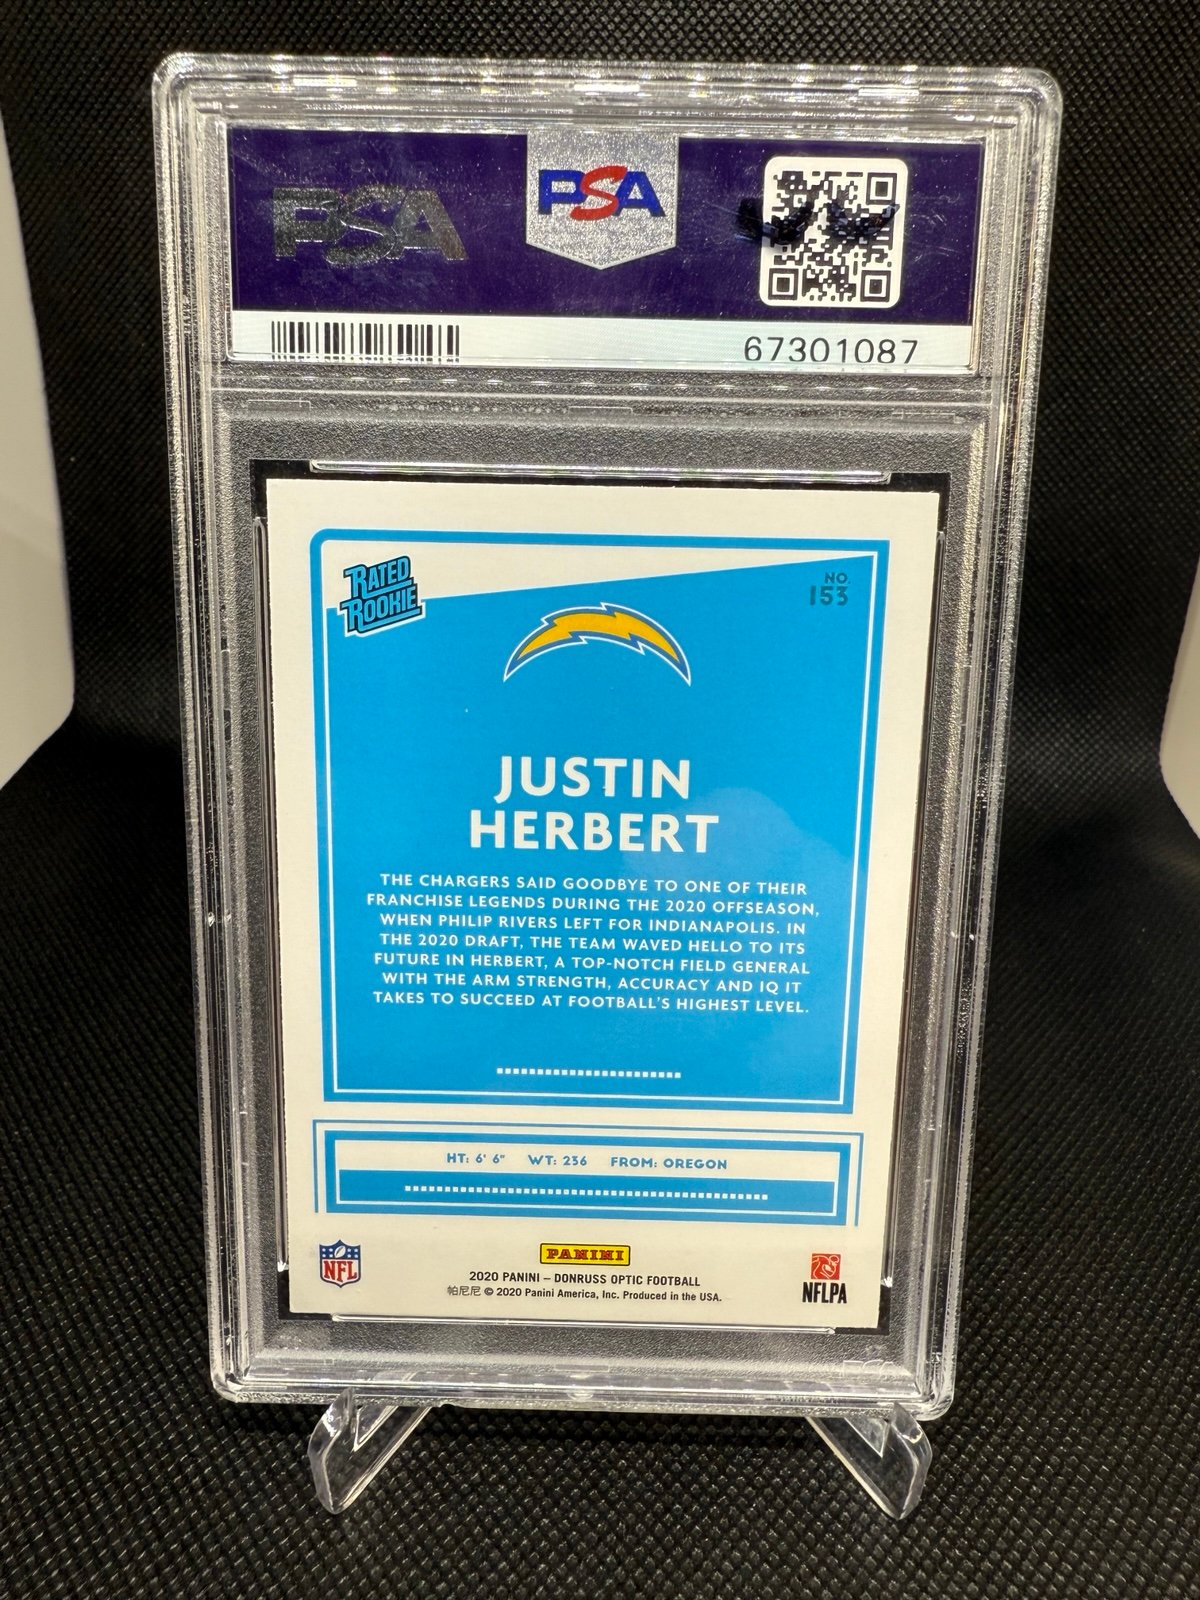 PSA
PSA
67301087
RATED
ROOKIE
NO.
153
JUSTIN
HERBERT
THE CHARGERS SAID GOODBYE TO ONE OF THEIR
FRANCHISE LEGENDS DURING THE 2020 OFFSEASON,
WHEN PHILIP RIVERS LEFT FOR INDIANAPOLIS. IN
THE 2020 DRAFT, THE TEAM WAVED HELLO TO ITS
FUTURE IN HERBERT, A TOP-NOTCH FIELD GENERAL
WITH THE ARM STRENGTH, ACCURACY AND IQ IT
TAKES TO SUCCEED AT FOOTBALL'S HIGHEST LEVEL.
HT: 6' 6" WT: 236 FROM: OREGON
NFL
PANINI
2020 PANINI – DONRUSS OPTIC FOOTBALL
帕尼尼 © 2020 Panini America, Inc. Produced in the USA.
NFLPA
PSA